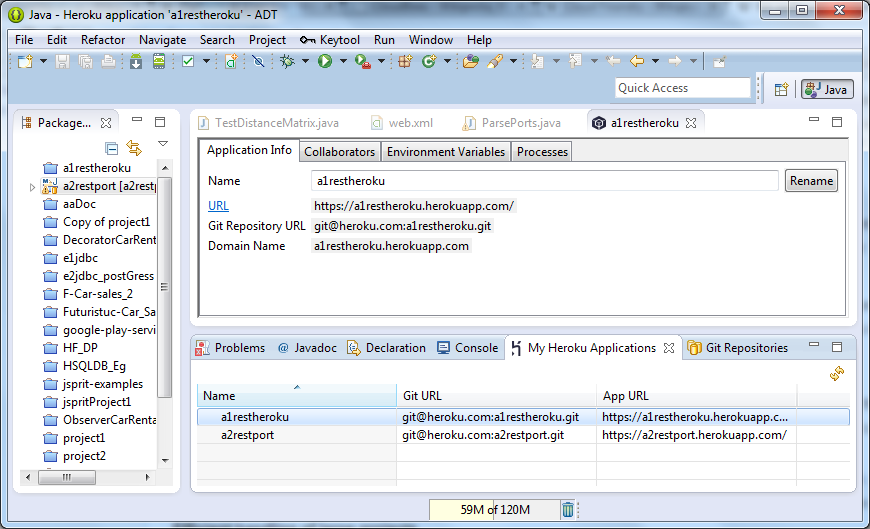 Java - Heroku application 'a1restheroku' - ADT
File Edit Refactor Navigate Search Project Keytool Run Window Help
Quick Access
Java
Package...
a1restheroku
a2restport [a2restp
aaDoc
Copy of project1
DecoratorCarRent
e1jdbc
e2jdbc_postGress
F-Car-sales_2
Futuristuc-Car_Sa
google-play-servi
HF_DP
HSQLDB_Eg
jsprit-examples
jspritProject1
ObserverCarRenta
project1
project2
TestDistanceMatrix.java web.xml ParsePorts.java a1restheroku
Application Info Collaborators Environment Variables Processes
Name a1restheroku Rename
URL https://a1restheroku.herokuapp.com/
Git Repository URL git@heroku.com:a1restheroku.git
Domain Name a1restheroku.herokuapp.com
Problems @ Javadoc Declaration Console My Heroku Applications Git Repositories
Name Git URL App URL
a1restheroku git@heroku.com:a1restheroku.git https://a1restheroku.herokuapp.c...
a2restport git@heroku.com:a2restport.git https://a2restport.herokuapp.com/
59M of 120M